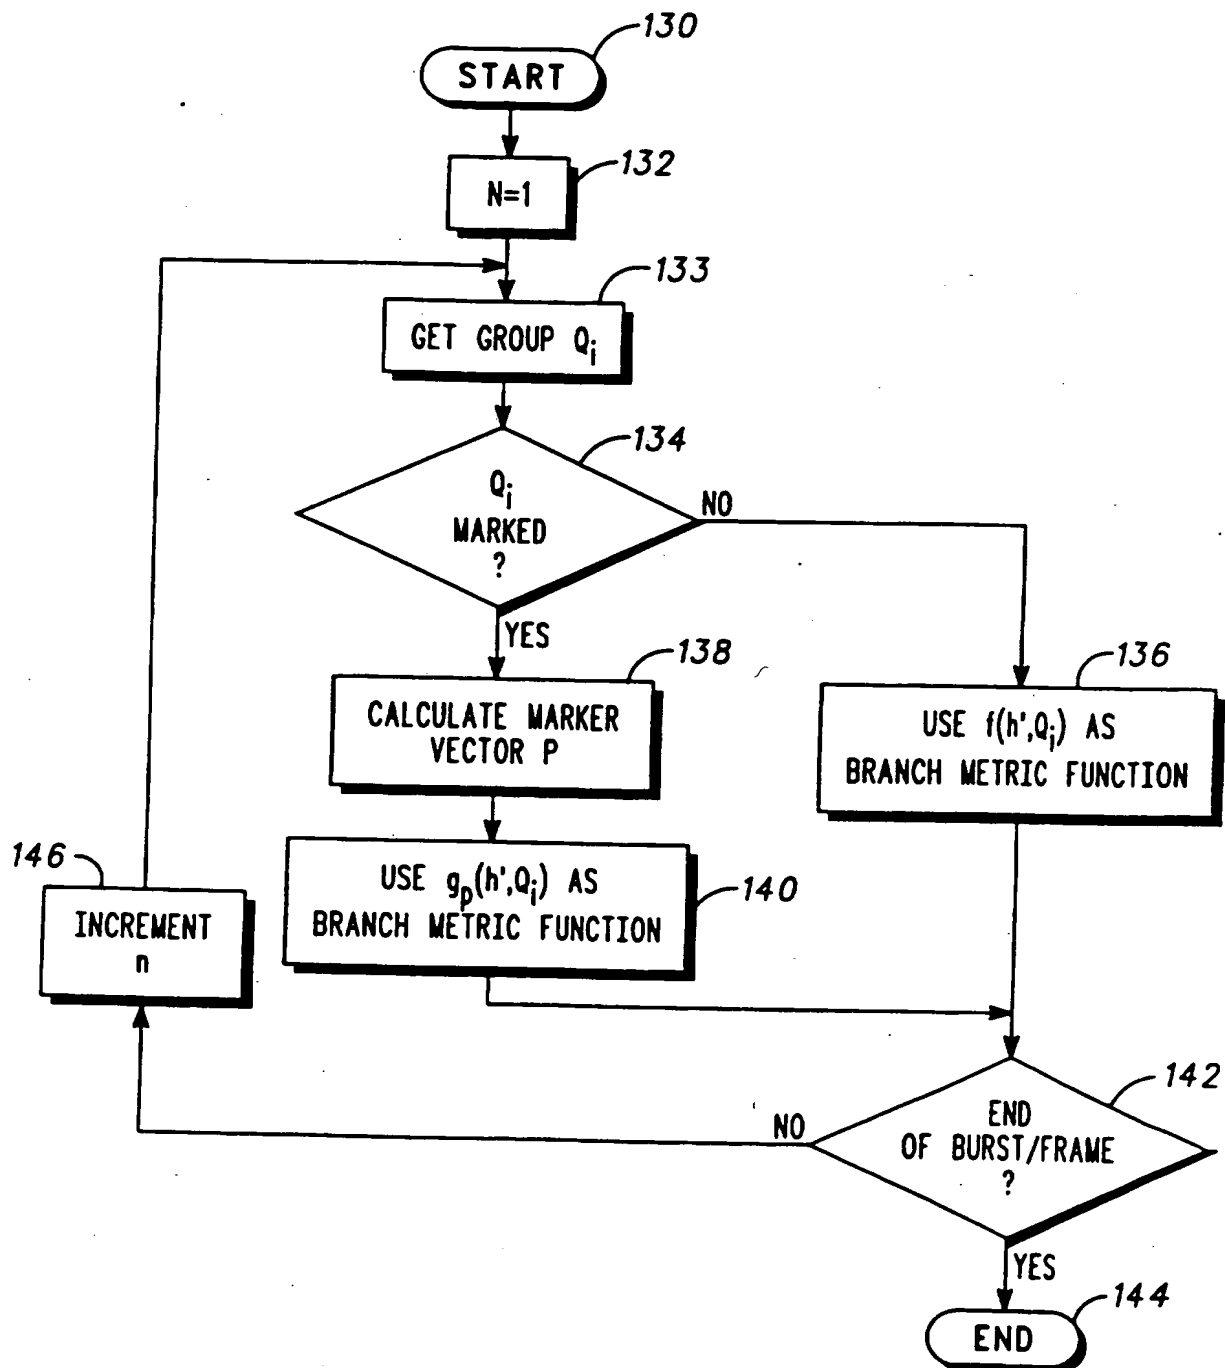 130
START
132
N=1
133
GET GROUP Qi
134
Qi
MARKED
?
NO
YES
138
CALCULATE MARKER
VECTOR P
136
USE f(h',Qi) AS
BRANCH METRIC FUNCTION
146
INCREMENT
n
USE gp(h',Qi) AS
BRANCH METRIC FUNCTION
140
142
END
OF BURST/FRAME
?
NO
YES
144
END